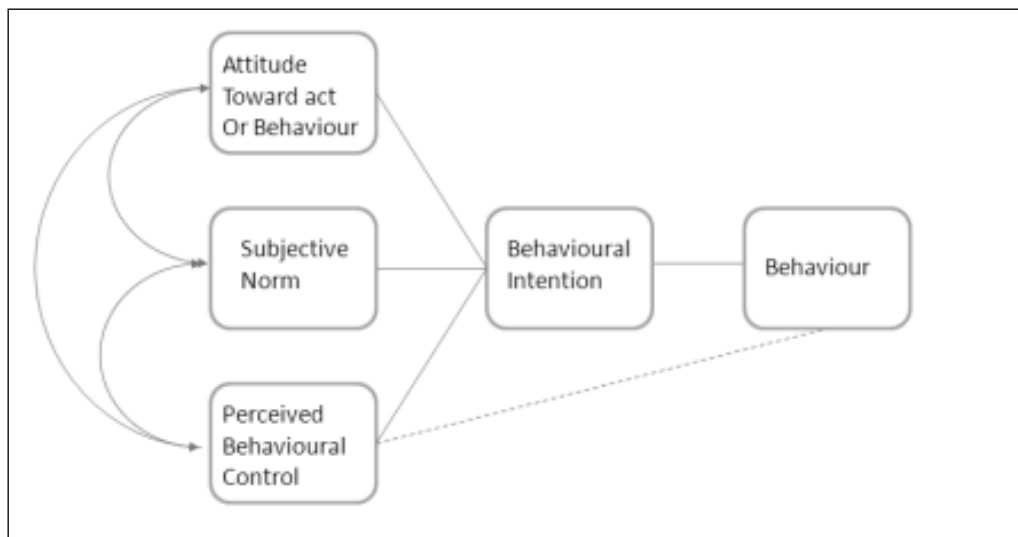 Attitude
Toward act
Or Behaviour
Subjective
Norm
Perceived
Behavioural
Control
Behavioural
Intention
Behaviour